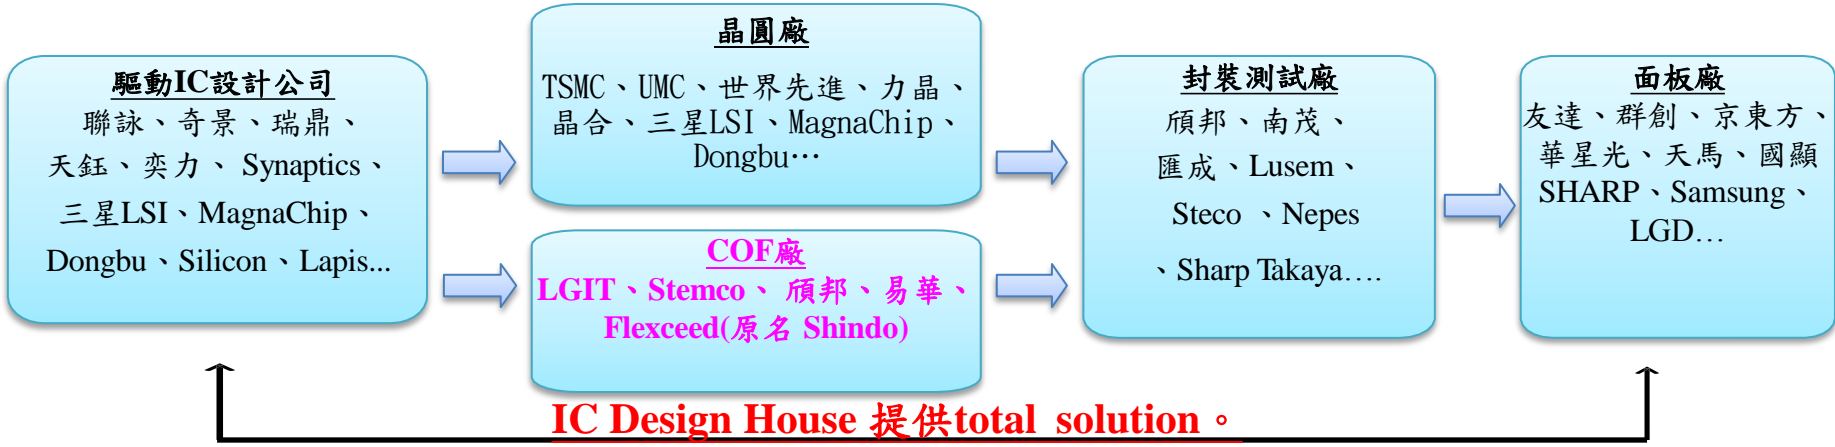 驅動IC設計公司
聯詠、奇景、瑞鼎、
天鈺、奕力、 Synaptics、
三星LSI、MagnaChip、
Dongbu、Silicon、Lapis...
晶圓廠
TSMC、UMC、世界先進、力晶、
晶合、三星LSI、MagnaChip、
Dongbu…
COF廠
LGIT、Stemco、 頎邦、易華、
Flexceed(原名 Shindo)
封裝測試廠
頎邦、南茂、
匯成、Lusem、
Steco 、Nepes
、Sharp Takaya….
面板廠
友達、群創、京東方、
華星光、天馬、國顯
SHARP、Samsung、
LGD…
IC Design House 提供total solution。